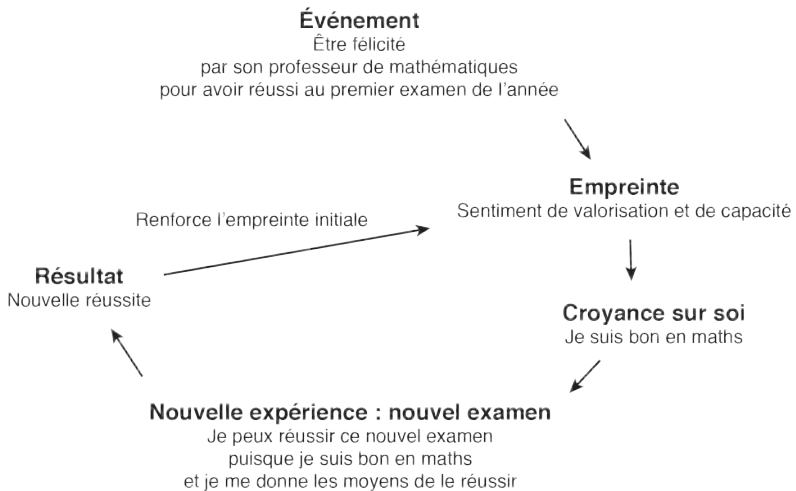 Événement
Être félicité
par son professeur de mathématiques
pour avoir réussi au premier examen de l'année
Empreinte
Sentiment de valorisation et de capacité
Renforce l'empreinte initiale
Résultat
Nouvelle réussite
Croyance sur soi
Je suis bon en maths
Nouvelle expérience : nouvel examen
Je peux réussir ce nouvel examen
puisque je suis bon en maths
et je me donne les moyens de le réussir